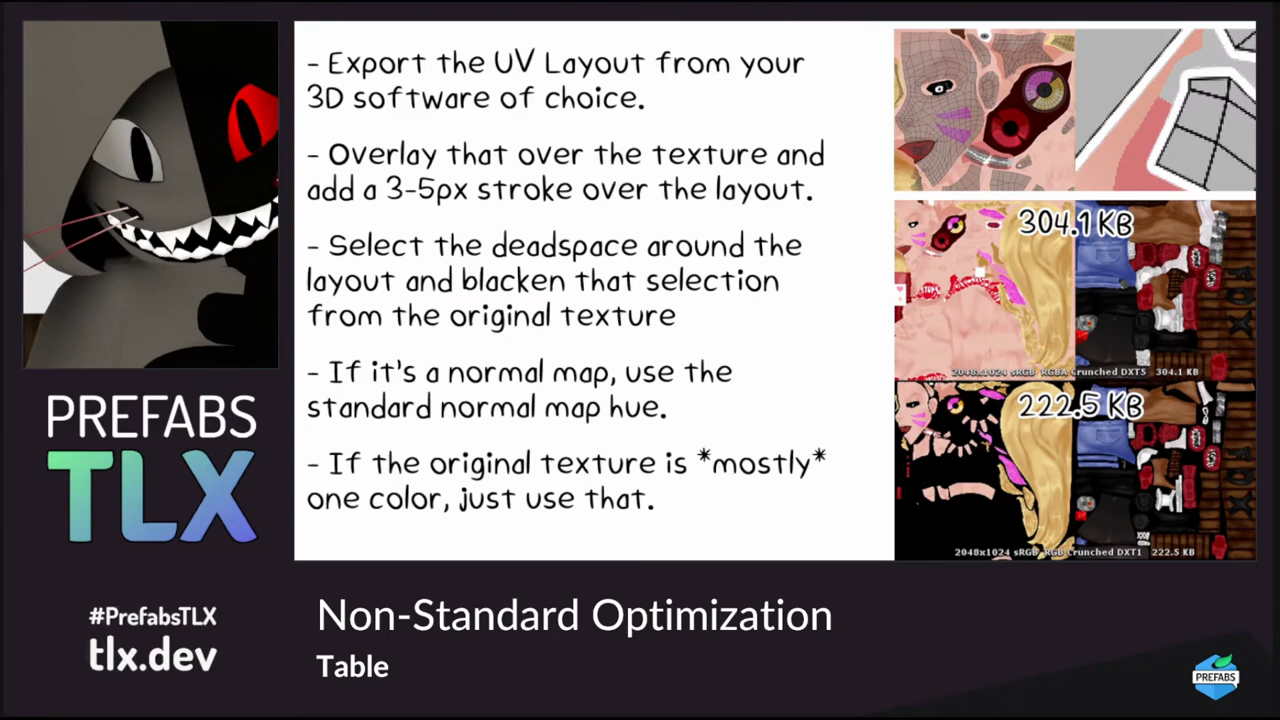 - Export the UV Layout from your
3D software of choice.
- Overlay that over the texture and
add a 3-5px stroke over the layout.
- Select the deadspace around the
layout and blacken that selection
from the original texture
- If it's a normal map, use the
standard normal map hue.
- If the original texture is *mostly*
one color, just use that.
304.1 KB
2048x1024 sRGB RGBA Crunched DXT5 304.1 KB
222.5 KB
2048x1024 sRGB RGB Crunched DXT1 222.5 KB
PREFABS
TLX
#PrefabsTLX
tlx.dev
Non-Standard Optimization
Table
PREFABS